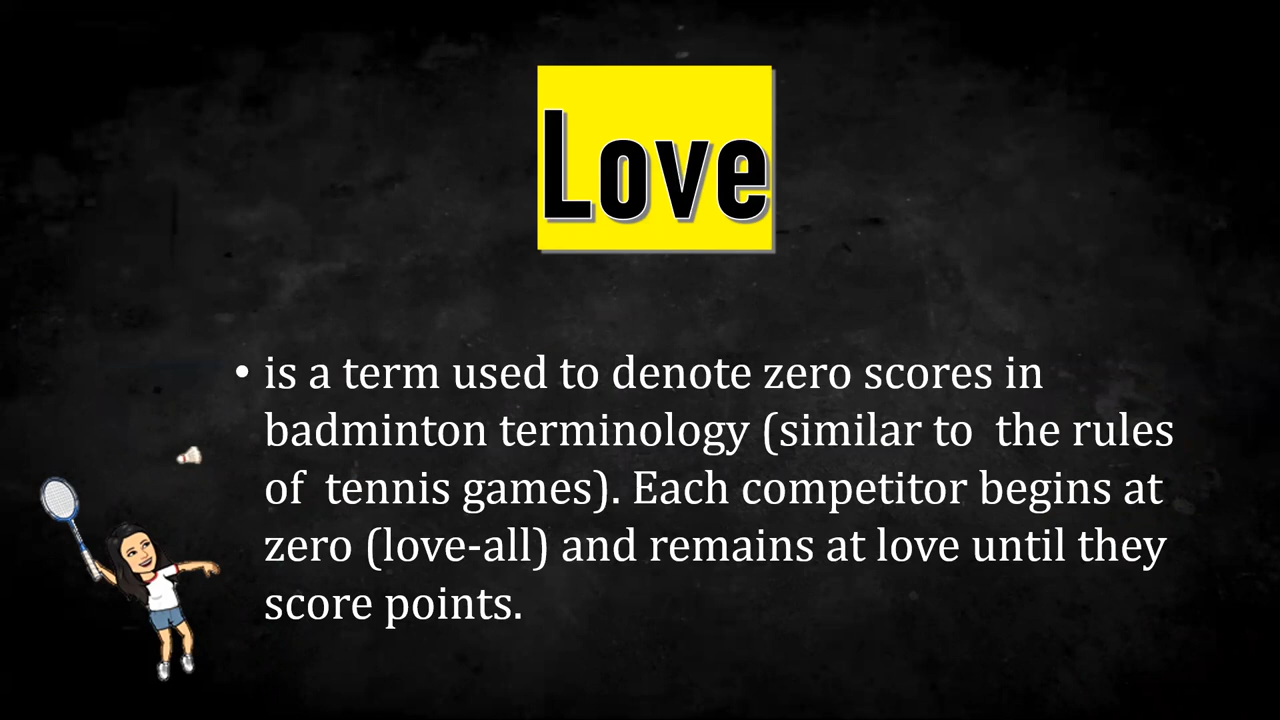 Love
• is a term used to denote zero scores in
badminton terminology (similar to  the rules
of  tennis games). Each competitor begins at
zero (love-all) and remains at love until they
score points.